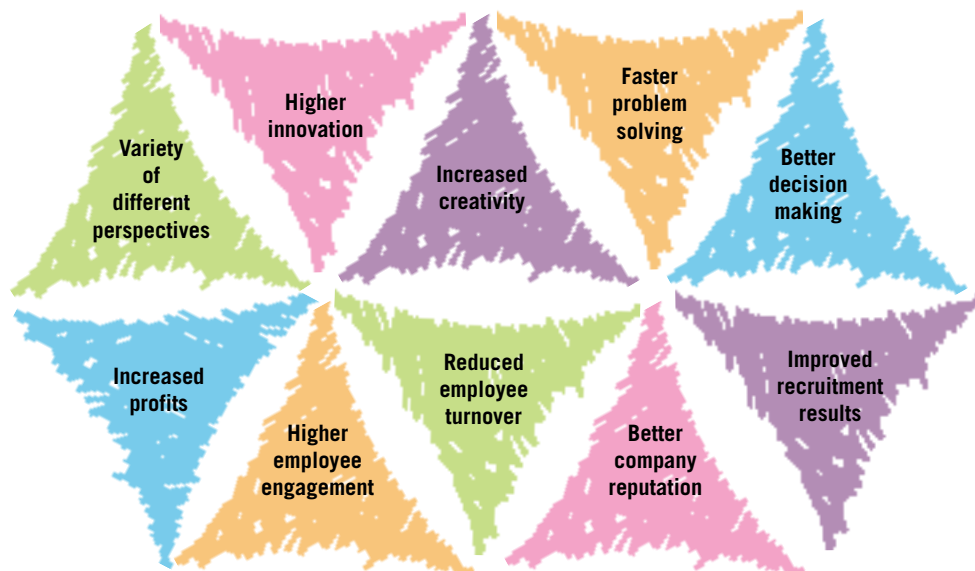 Variety
of
different
perspectives
Higher
innovation
Increased
creativity
Faster
problem
solving
Better
decision
making
Increased
profits
Higher
employee
engagement
Reduced
employee
turnover
Better
company
reputation
Improved
recruitment
results